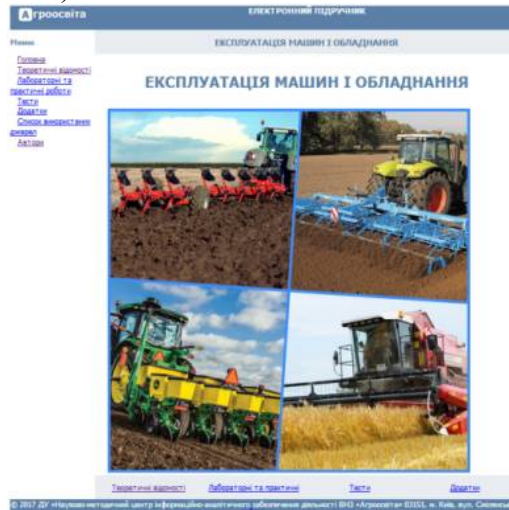 Агроосвіта
ЕЛЕКТРОННИЙ ПІДРУЧНИК
Меню
ЕКСПЛУАТАЦІЯ МАШИН І ОБЛАДНАННЯ
Головна
Теоретичні відомості
Лабораторні та
практичні роботи
Тести
Додатки
Список використаних
джерел
Автори
ЕКСПЛУАТАЦІЯ МАШИН І ОБЛАДНАННЯ
Теоретичні відомості Лабораторні та практичні Тести Додатки
© 2017 ДУ «Науково-методичний центр інформаційно-аналітичного забезпечення діяльності ВНЗ «Агроосвіта» 03151, м. Київ, вул. Смілянська